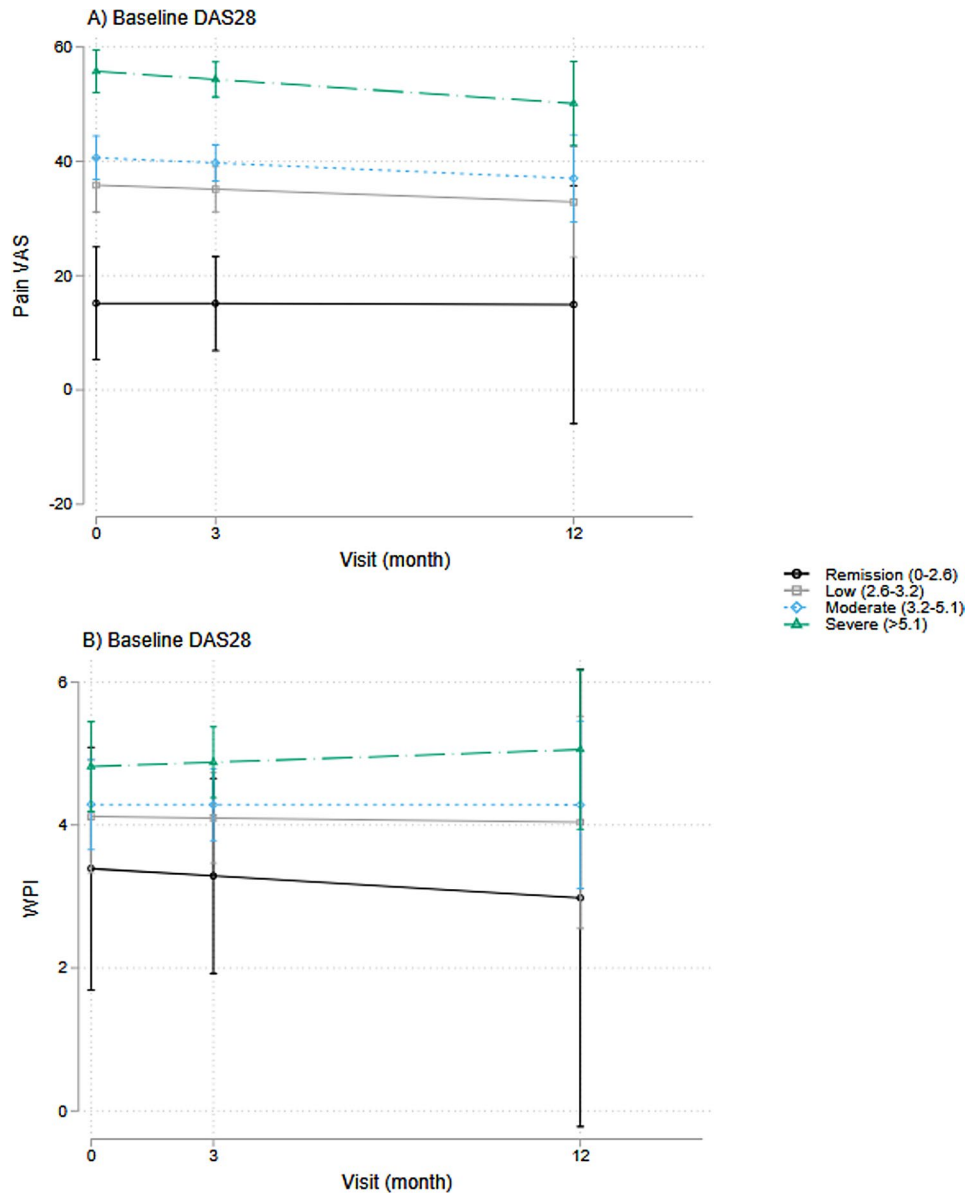 A) Baseline DAS28
60
40
20
0
-20
Pain VAS
0 3 12
Visit (month)
Remission (0-2.6)
Low (2.6-3.2)
Moderate (3.2-5.1)
Severe (>5.1)
B) Baseline DAS28
6
4
2
0
WPI
0 3 12
Visit (month)